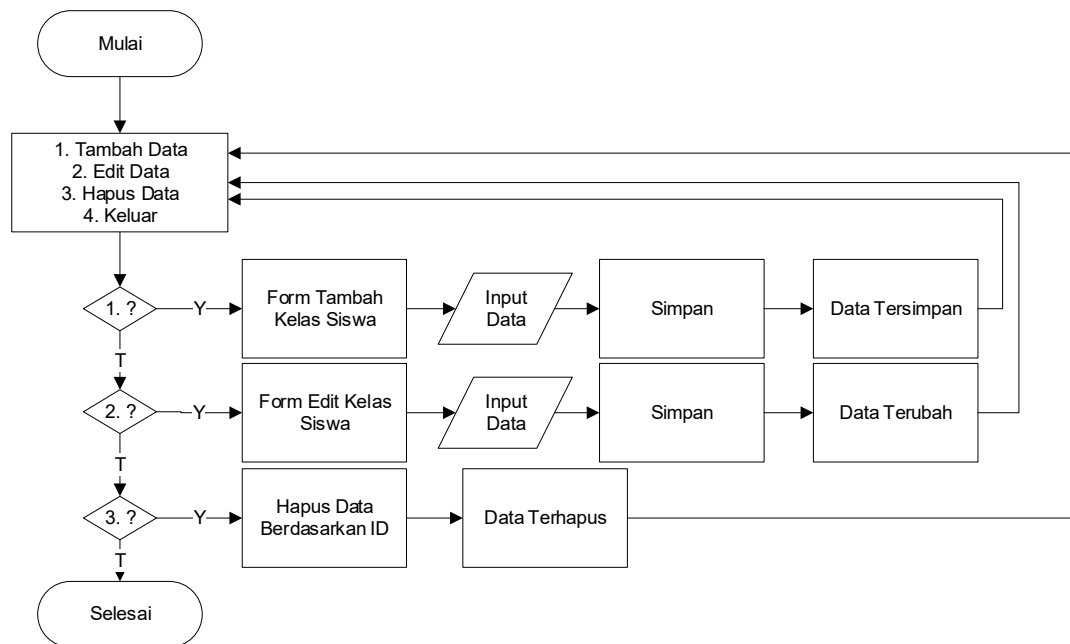 Mulai
1. Tambah Data
2. Edit Data
3. Hapus Data
4. Keluar
1. ?
Y
Form Tambah
Kelas Siswa
Input
Data
Simpan
Data Tersimpan
T
2. ?
Y
Form Edit Kelas
Siswa
Input
Data
Simpan
Data Terubah
T
3. ?
Y
Hapus Data
Berdasarkan ID
Data Terhapus
T
Selesai